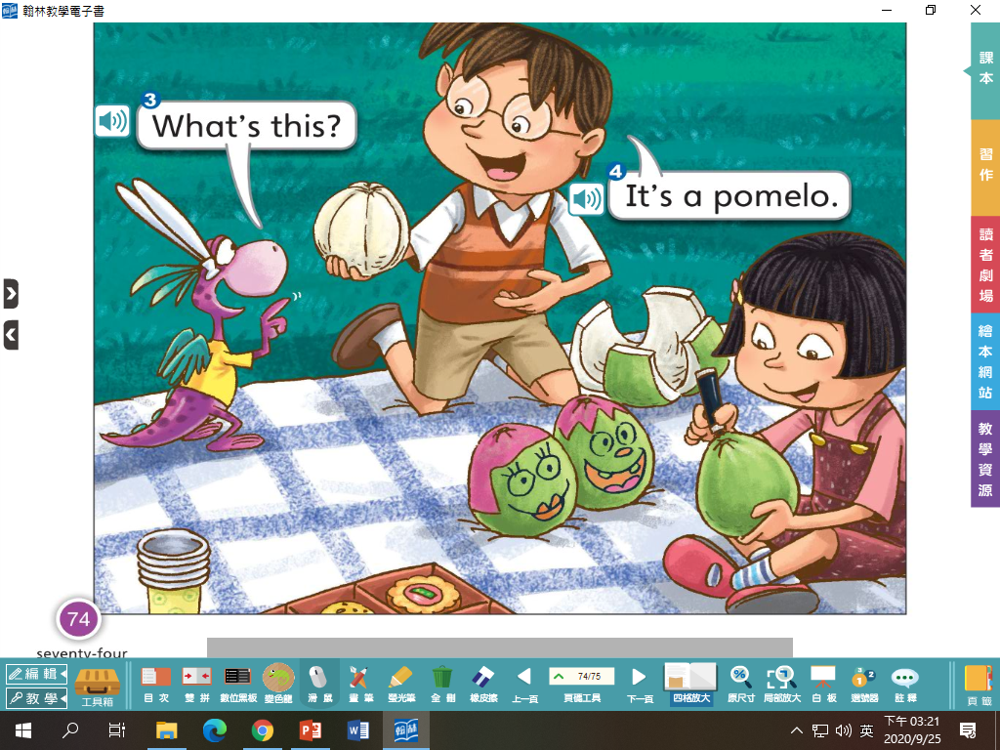 翰林教學電子書
3
What's this?
4
It's a pomelo.
課本
習作
讀者劇場
繪本網站
教學資源
74
seventy-four
編輯
教學
工具箱
目次
雙拼
數位黑板
變色龍
滑鼠
畫筆
螢光筆
全刪
橡皮擦
上一頁
74/75
頁碼工具
下一頁
四格放大
原尺寸
局部放大
白板
選號器
註釋
頁籤
翰林
英
下午 03:21
2020/9/25